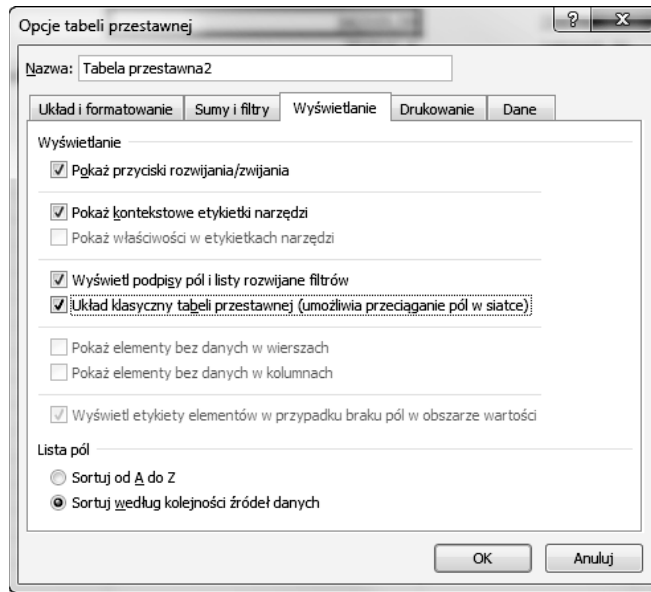 Opcje tabeli przestawnej
Nazwa: Tabela przestawna2
Układ i formatowanie Sumy i filtry Wyświetlanie Drukowanie Dane
Wyświetlanie
Pokaż przyciski rozwijania/zwijania
Pokaż kontekstowe etykietki narzędzi
Pokaż właściwości w etykietkach narzędzi
Wyświetl podpisy pól i listy rozwijane filtrów
Układ klasyczny tabeli przestawnej (umożliwia przeciąganie pól w siatce)
Pokaż elementy bez danych w wierszach
Pokaż elementy bez danych w kolumnach
Wyświetl etykiety elementów w przypadku braku pól w obszarze wartości
Lista pól
Sortuj od A do Z
Sortuj według kolejności źródeł danych
OK Anuluj